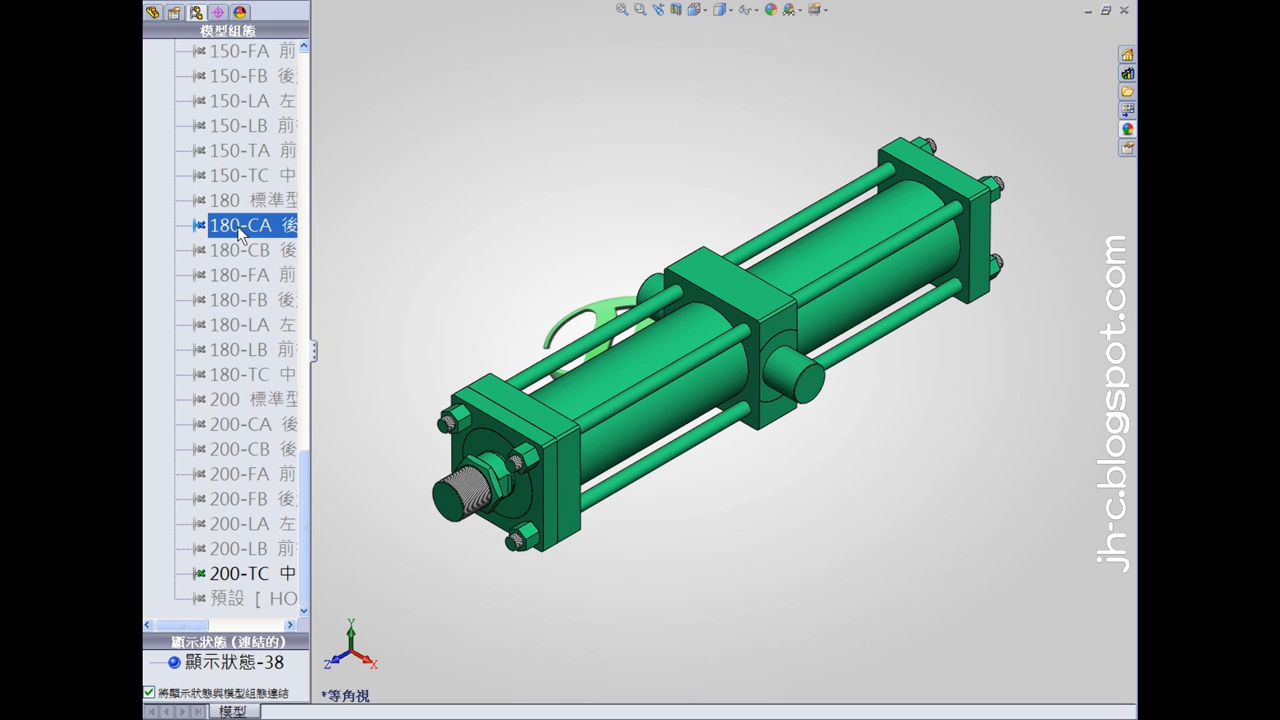 模型組態
150-FA 前
150-FB 後
150-LA 左
150-LB 前
150-TA 前
150-TC 中
180 標準型
180-CA 後
180-CB 後
180-FA 前
180-FB 後
180-LA 左
180-LB 前
180-TC 中
200 標準型
200-CA 後
200-CB 後
200-FA 前
200-FB 後
200-LA 左
200-LB 前
200-TC 中
預設 [ HO
顯示狀態(連結的)
顯示狀態-38
將顯示狀態與模型組態連結
模型
Y
Z
X
*等角視
jh-c.blogspot.com